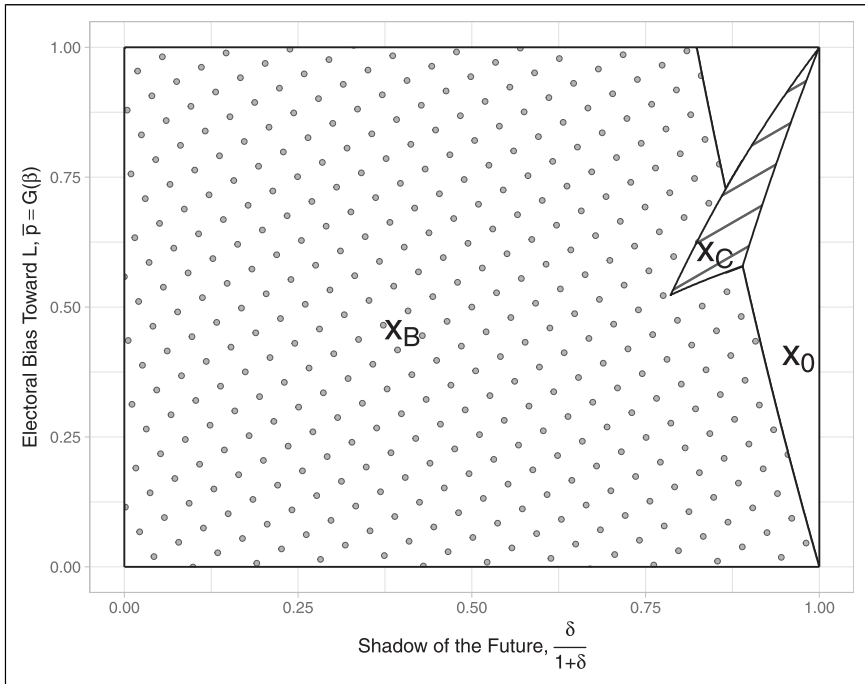 1.00
0.75
0.50
0.25
0.00
Electoral Bias Toward L, p̅ = G(β)
x_C
x_B
x_0
0.00 0.25 0.50 0.75 1.00
Shadow of the Future, δ/(1+δ)